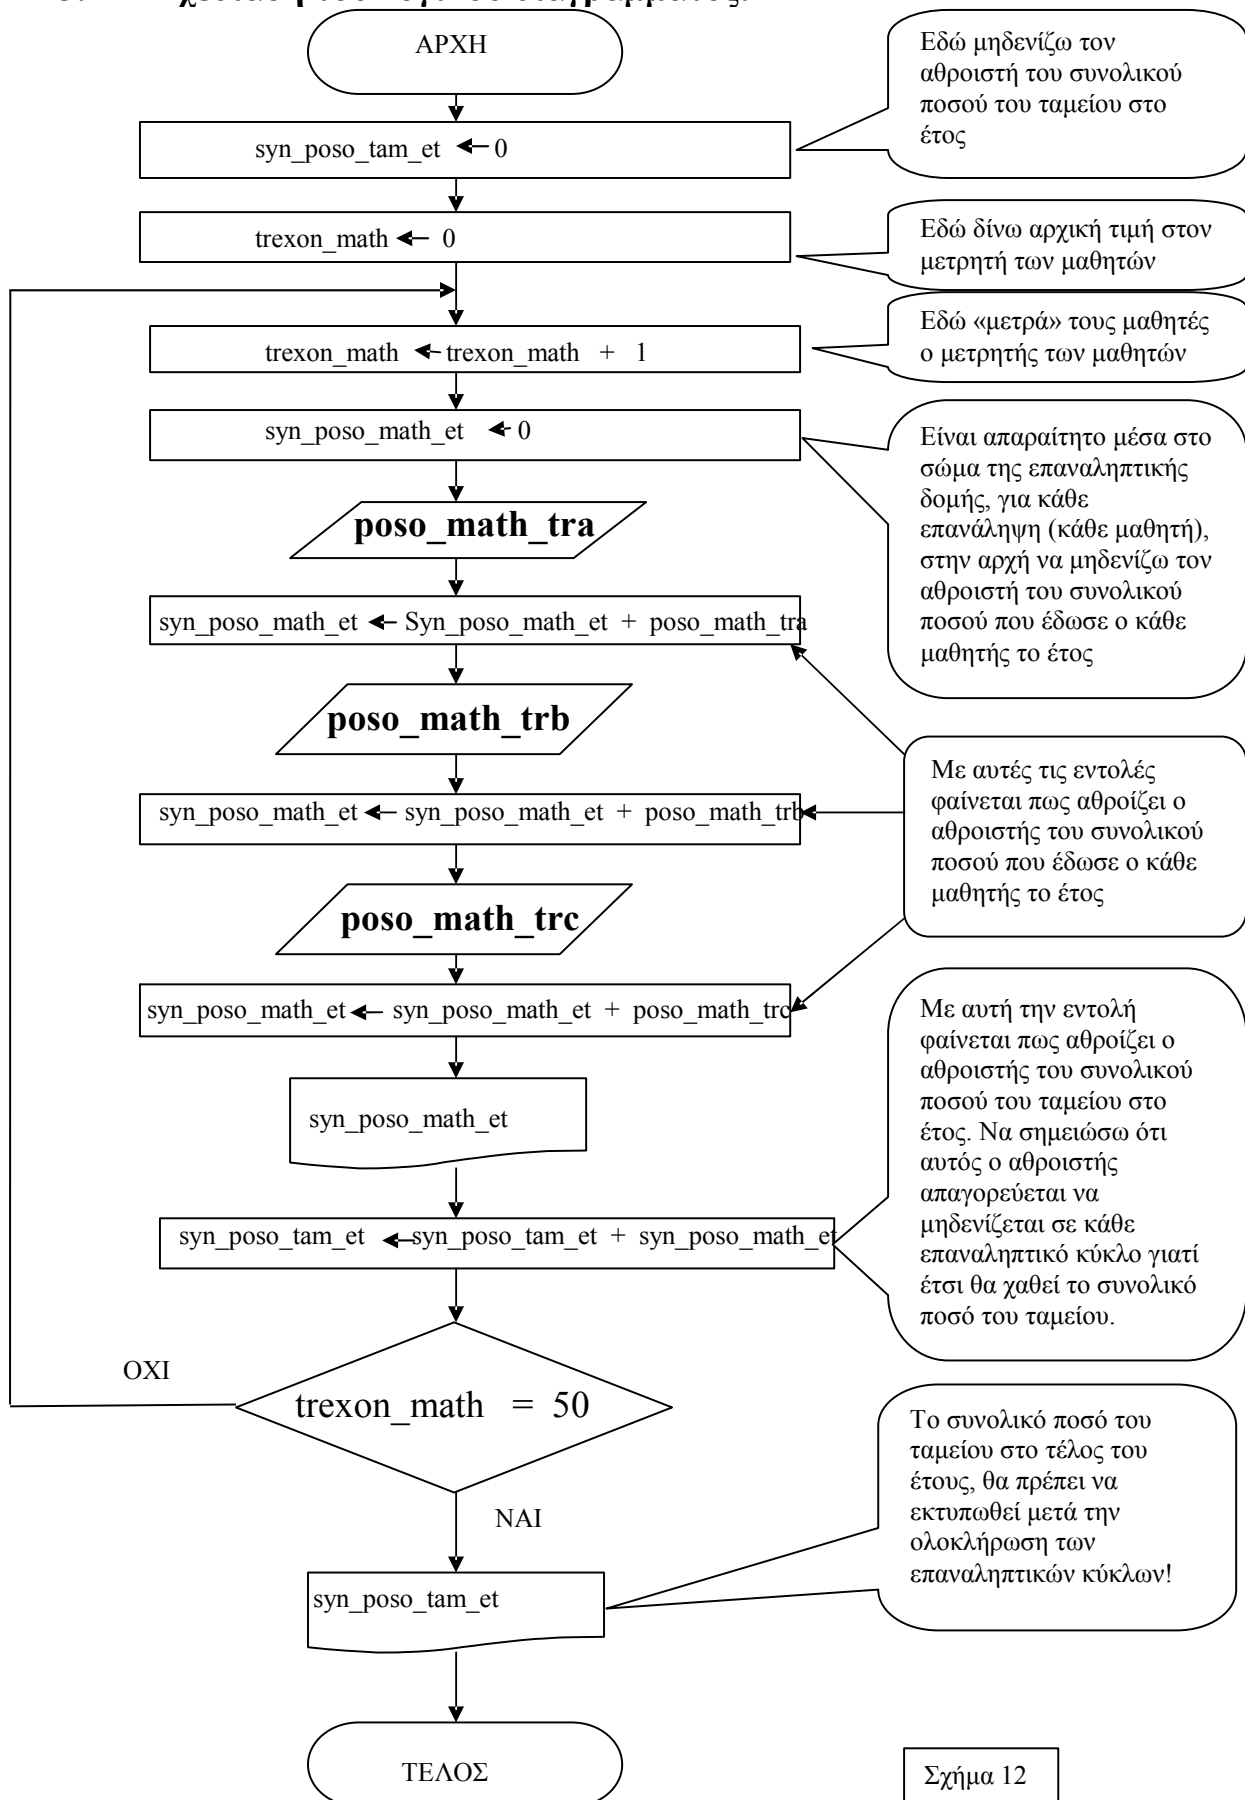 ΑΡΧΗ
Εδώ μηδενίζω τον
αθροιστή του συνολικού
ποσού του ταμείου στο
έτος
syn_poso_tam_et ← 0
trexon_math ← 0
Εδώ δίνω αρχική τιμή στον
μετρητή των μαθητών
trexon_math ← trexon_math + 1
Εδώ «μετρά» τους μαθητές
ο μετρητής των μαθητών
syn_poso_math_et ← 0
Είναι απαραίτητο μέσα στο
σώμα της επαναληπτικής
δομής, για κάθε
επανάληψη (κάθε μαθητή),
στην αρχή να μηδενίζω τον
αθροιστή του συνολικού
ποσού που έδωσε ο κάθε
μαθητής το έτος
poso_math_tra
syn_poso_math_et ← Syn_poso_math_et + poso_math_tra
poso_math_trb
syn_poso_math_et ← syn_poso_math_et + poso_math_trb
Με αυτές τις εντολές
φαίνεται πως αθροίζει ο
αθροιστής του συνολικού
ποσού που έδωσε ο κάθε
μαθητής το έτος
poso_math_trc
syn_poso_math_et ← syn_poso_math_et + poso_math_trc
syn_poso_math_et
syn_poso_tam_et ← syn_poso_tam_et + syn_poso_math_et
Με αυτή την εντολή
φαίνεται πως αθροίζει ο
αθροιστής του συνολικού
ποσού του ταμείου στο
έτος. Να σημειώσω ότι
αυτός ο αθροιστής
απαγορεύεται να
μηδενίζεται σε κάθε
επαναληπτικό κύκλο γιατί
έτσι θα χαθεί το συνολικό
ποσό του ταμείου.
ΟΧΙ
trexon_math = 50
ΝΑΙ
Το συνολικό ποσό του
ταμείου στο τέλος του
έτους, θα πρέπει να
εκτυπωθεί μετά την
ολοκλήρωση των
επαναληπτικών κύκλων!
syn_poso_tam_et
ΤΕΛΟΣ
Σχήμα 12